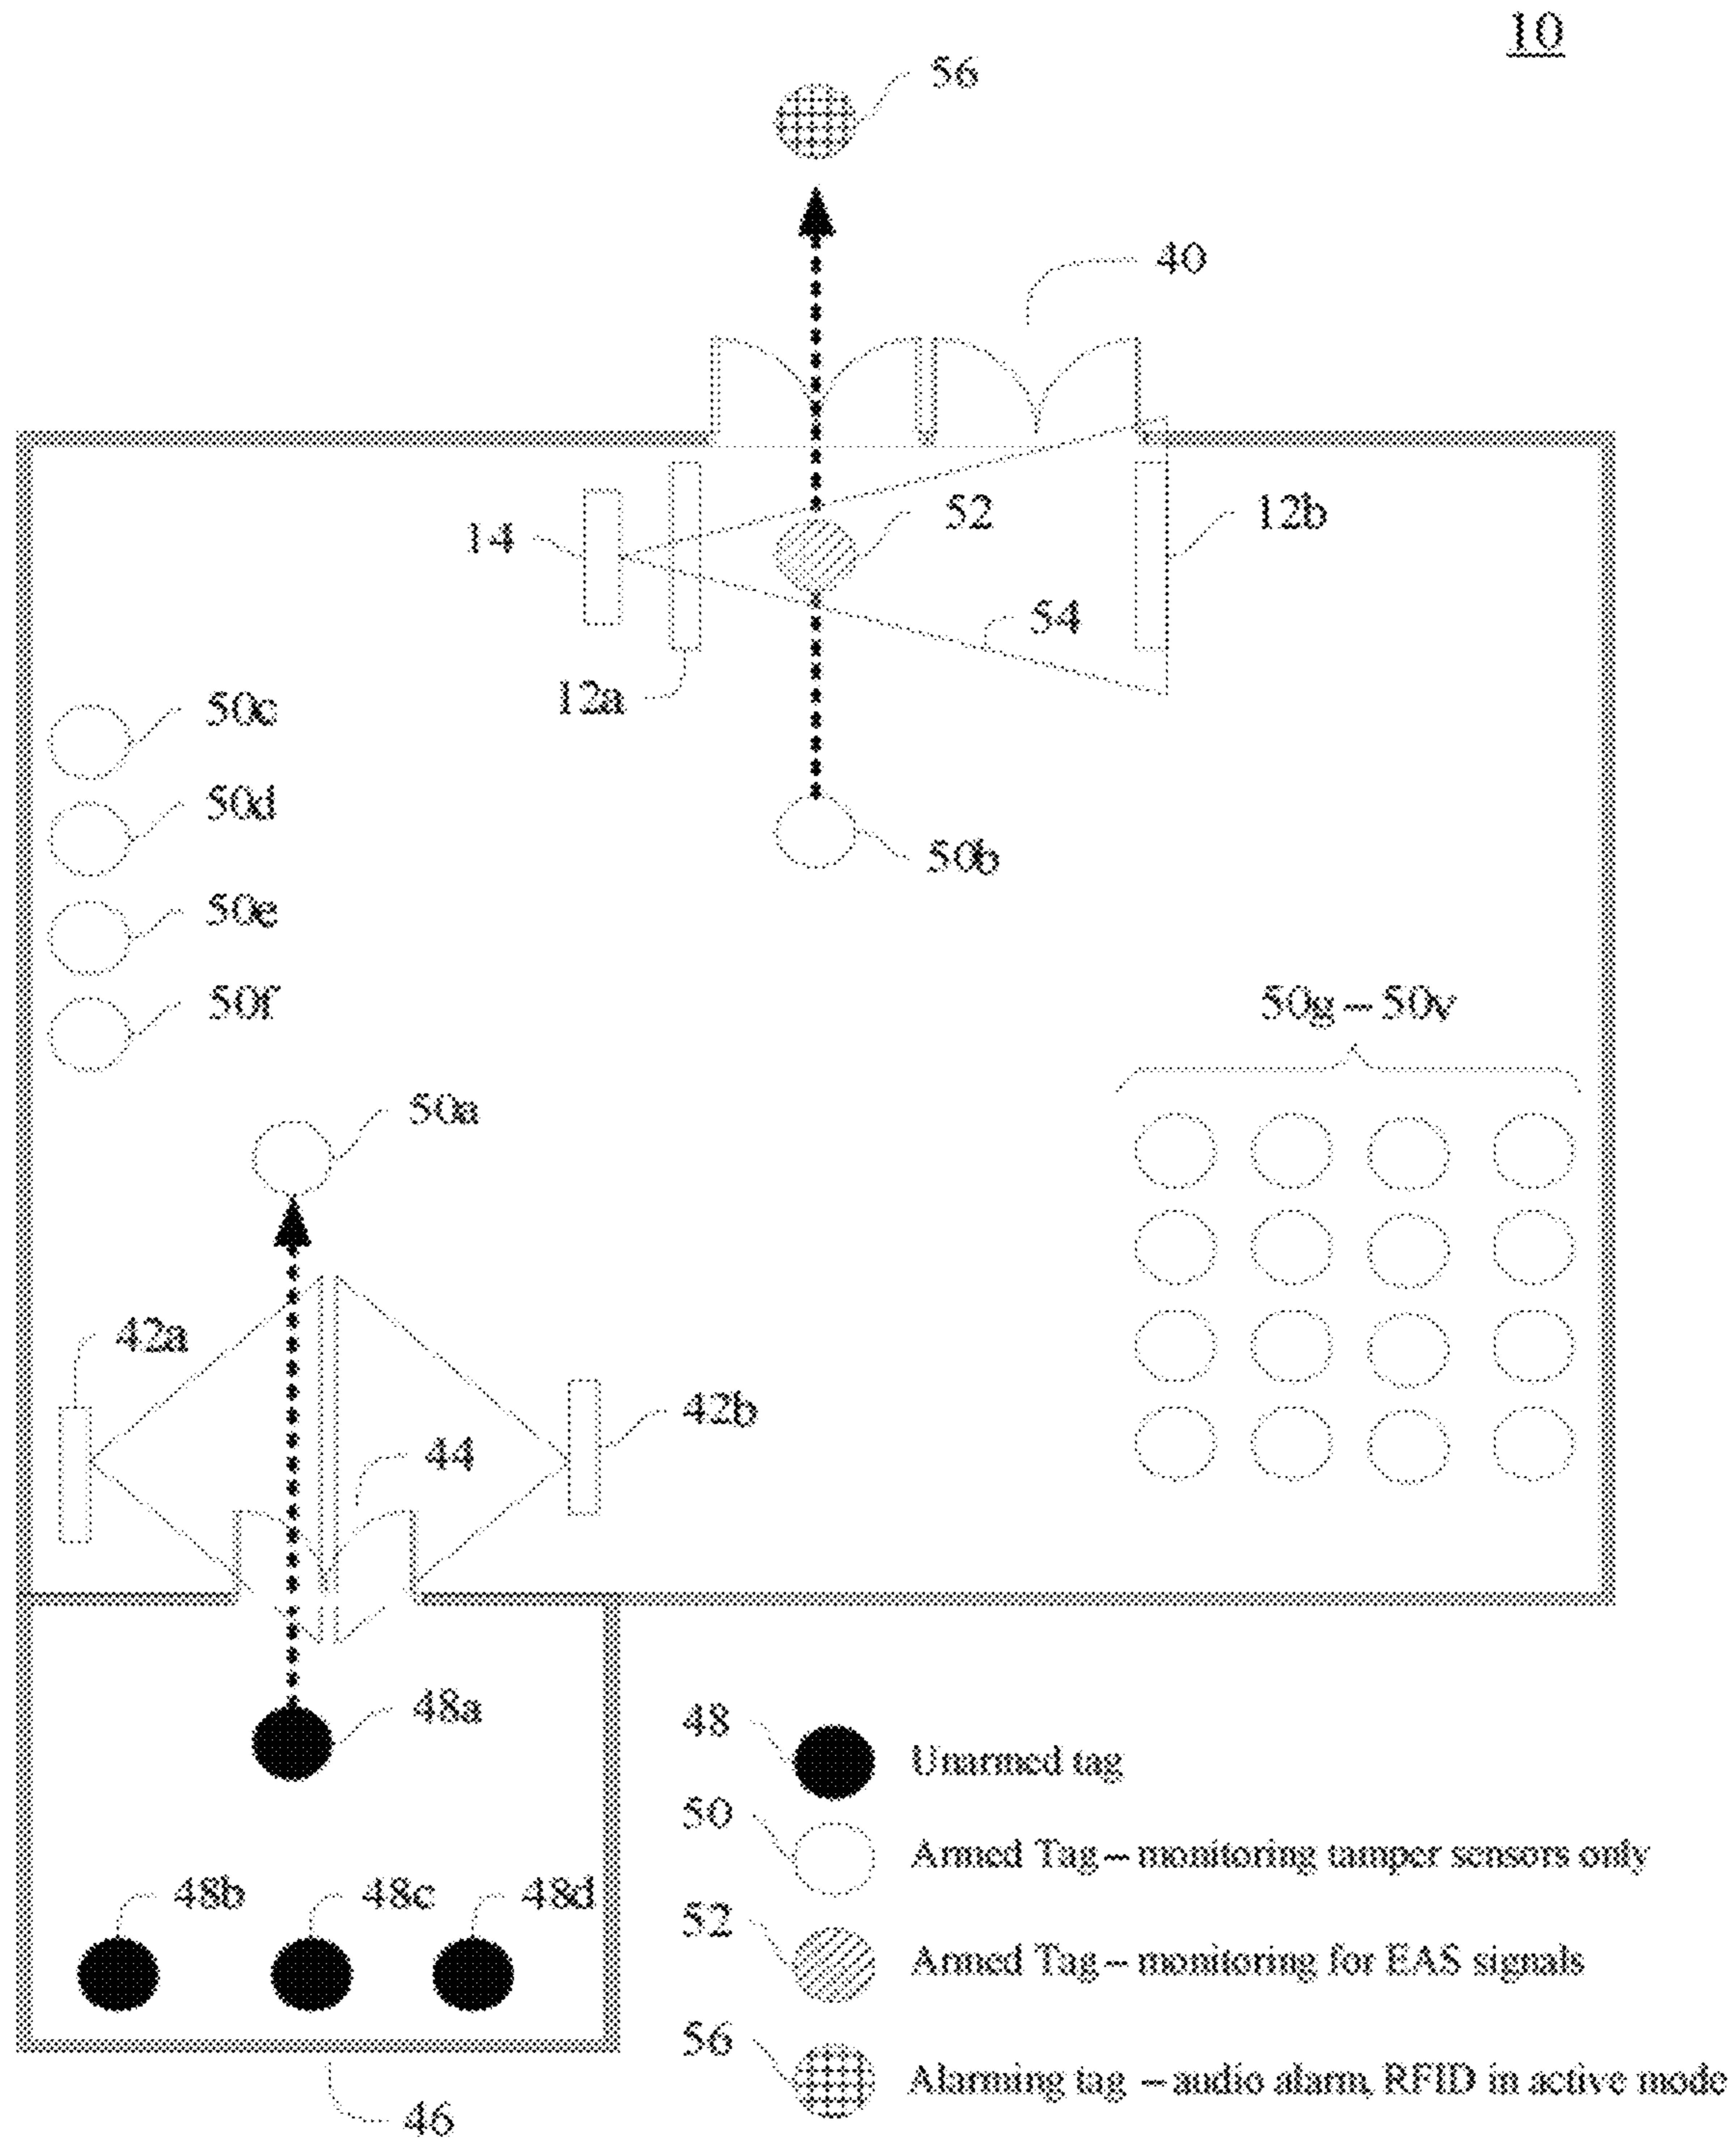 10
56
40
14
52
12b
54
12a
50c
50d
50b
50e
50f
50g – 50v
50a
42a
42b
44
48a
48 Unarmed tag
50 Armed Tag – monitoring tamper sensors only
48b 48c 48d
52 Armed Tag – monitoring for EAS signals
56 Alarming tag – audio alarm, RFID in active mode
46